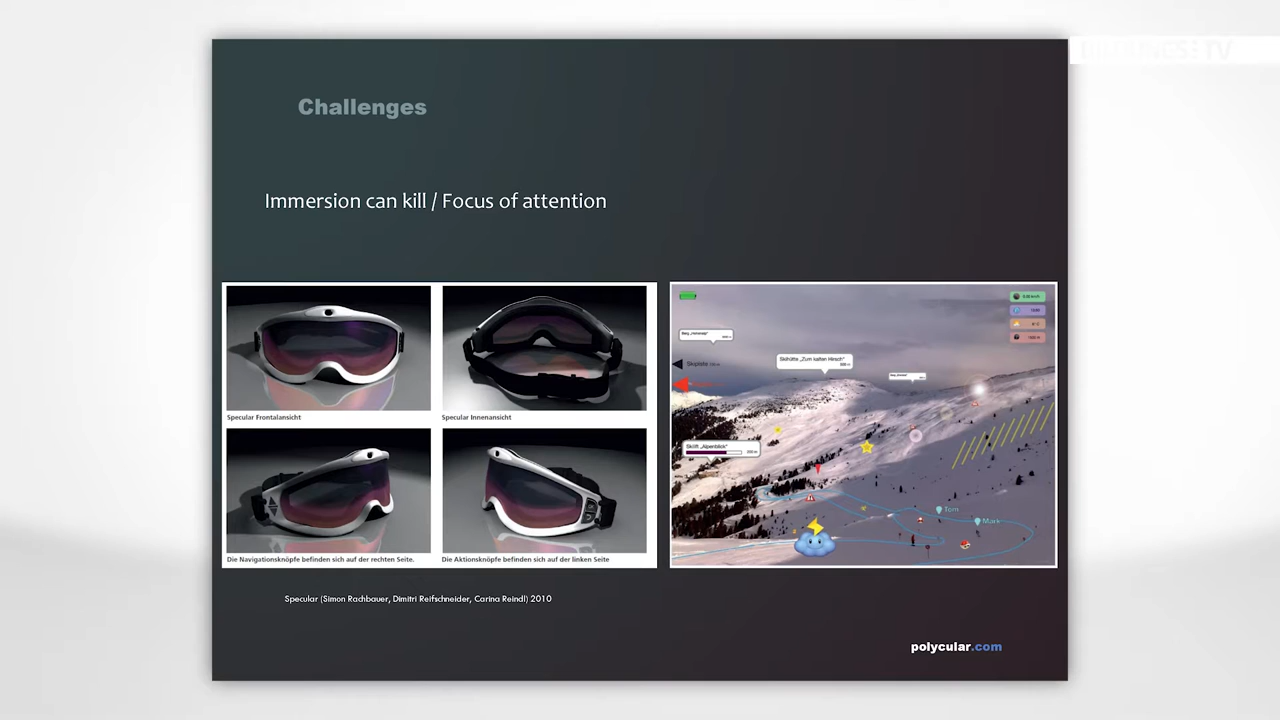 Challenges
Immersion can kill / Focus of attention
Specular Frontalansicht
Specular Innenansicht
Die Navigationsknöpfe befinden sich auf der rechten Seite.
Die Aktionsknöpfe befinden sich auf der linken Seite
Skihütte „Zum kalten Hirsch"
Skipiste
Skilift „Alpenblick"
Tom
Mark
Specular (Simon Rachbauer, Dimitri Reifschneider, Carina Reindl) 2010
polycular.com